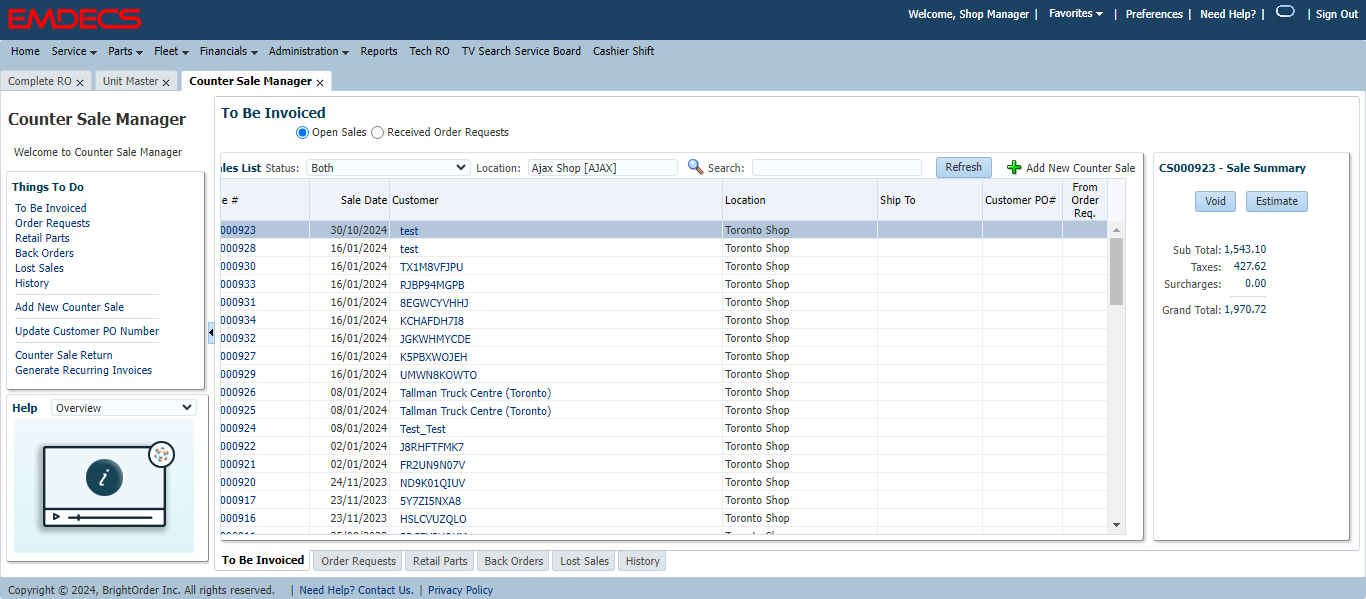 EMDECS
Welcome, Shop Manager | Favorites | Preferences | Need Help? | | Sign Out
Home Service Parts Fleet Financials Administration Reports Tech RO TV Search Service Board Cashier Shift
Complete RO Unit Master Counter Sale Manager
Counter Sale Manager
Welcome to Counter Sale Manager
Things To Do
To Be Invoiced
Order Requests
Retail Parts
Back Orders
Lost Sales
History
Add New Counter Sale
Update Customer PO Number
Counter Sale Return
Generate Recurring Invoices
Help Overview
i
To Be Invoiced
Open Sales Received Order Requests
ales List Status: Both Location: Ajax Shop [AJAX] Search: Refresh Add New Counter Sale
e # Sale Date Customer Location Ship To Customer PO# From Order Req.
000923 30/10/2024 test Toronto Shop
000928 16/01/2024 test Toronto Shop
000930 16/01/2024 TX1M8VFJPU Toronto Shop
000933 16/01/2024 RJBP94MGPB Toronto Shop
000931 16/01/2024 8EGWCYVHHJ Toronto Shop
000934 16/01/2024 KCHAFDH7I8 Toronto Shop
000932 16/01/2024 JGKWHMYCDE Toronto Shop
000927 16/01/2024 K5PBXWOJEH Toronto Shop
000929 16/01/2024 UMWN8KOWTO Toronto Shop
000926 08/01/2024 Tallman Truck Centre (Toronto) Toronto Shop
000925 08/01/2024 Tallman Truck Centre (Toronto) Toronto Shop
000924 08/01/2024 Test_Test Toronto Shop
000922 02/01/2024 J8RHFTFMK7 Toronto Shop
000921 02/01/2024 FR2UN9N07V Toronto Shop
000920 24/11/2023 ND9K01QIUV Toronto Shop
000917 23/11/2023 5Y7ZI5NXA8 Toronto Shop
000916 23/11/2023 HSLCVUZQLO Toronto Shop
CS000923 - Sale Summary
Void Estimate
Sub Total: 1,543.10
Taxes: 427.62
Surcharges: 0.00
Grand Total: 1,970.72
To Be Invoiced Order Requests Retail Parts Back Orders Lost Sales History
Copyright © 2024, BrightOrder Inc. All rights reserved. | Need Help? Contact Us. | Privacy Policy